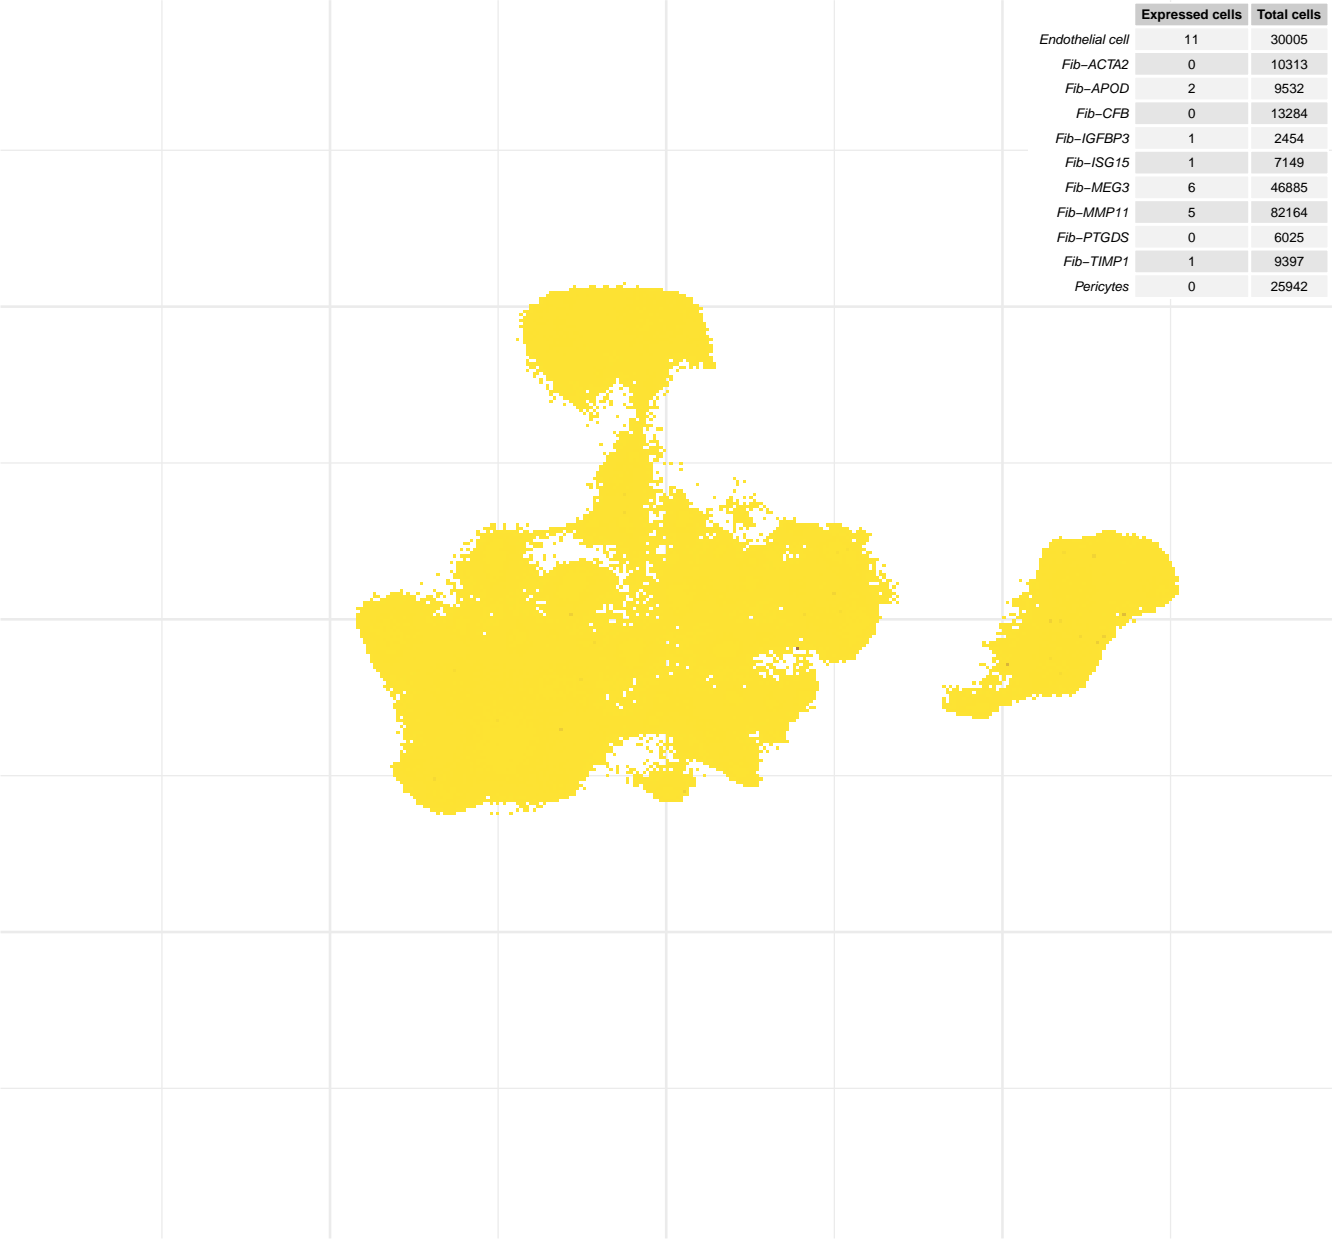 Expressed cells Total cells
Endothelial cell 11 30005
Fib−ACTA2 0 10313
Fib−APOD 2 9532
Fib−CFB 0 13284
Fib−IGFBP3 1 2454
Fib−ISG15 1 7149
Fib−MEG3 6 46885
Fib−MMP11 5 82164
Fib−PTGDS 0 6025
Fib−TIMP1 1 9397
Pericytes 0 25942